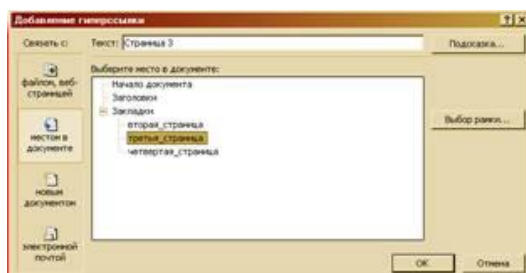 Добавление гиперссылки
Связать с:
Текст: Страница 3
Подсказка...
Выберите место в документе:
файлом, веб-
страницей
Начало документа
Заголовки
Закладки
вторая_страница
третья_страница
четвертая_страница
Выбор рамки...
местом в
документе
новым
документом
электронной
почтой
OK
Отмена